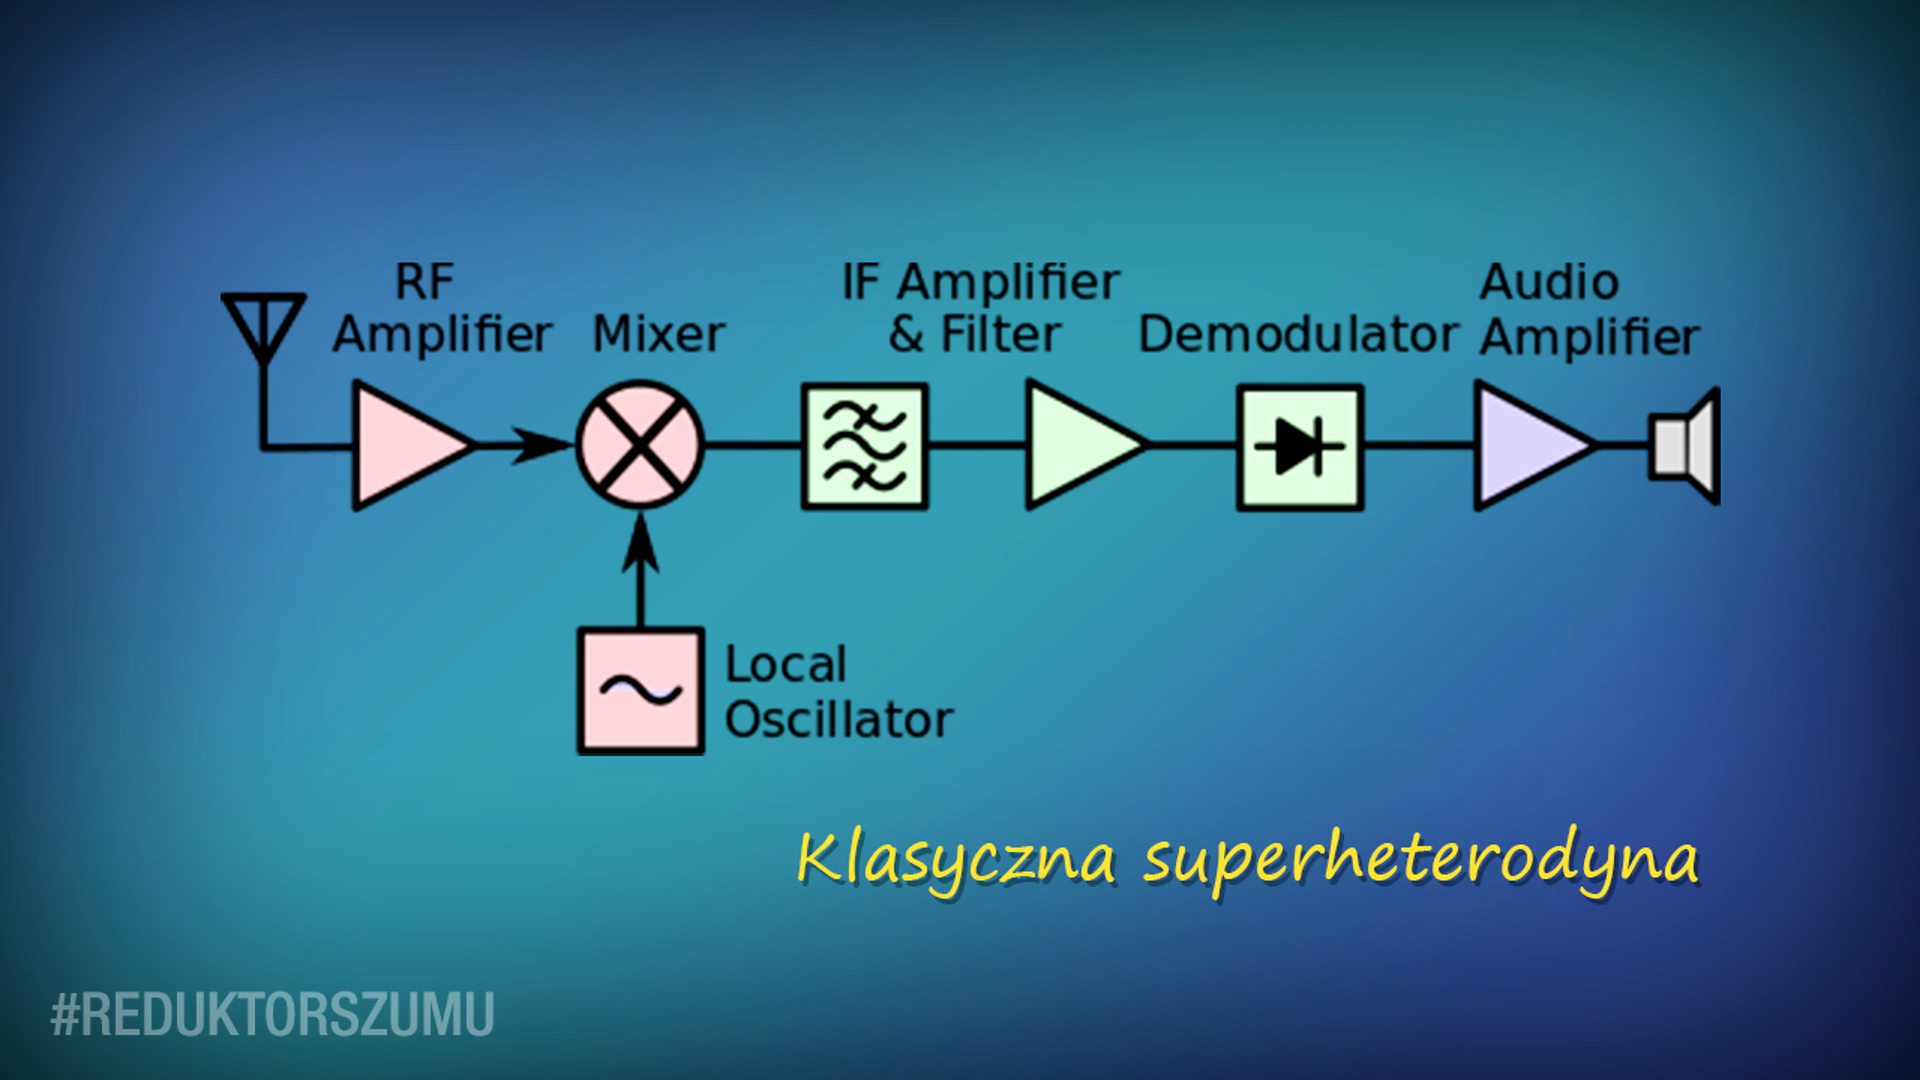 RF
Amplifier
Mixer
IF Amplifier
& Filter
Demodulator
Audio
Amplifier
Local
Oscillator
Klasyczna superheterodyna
#REDUKTORSZUMU